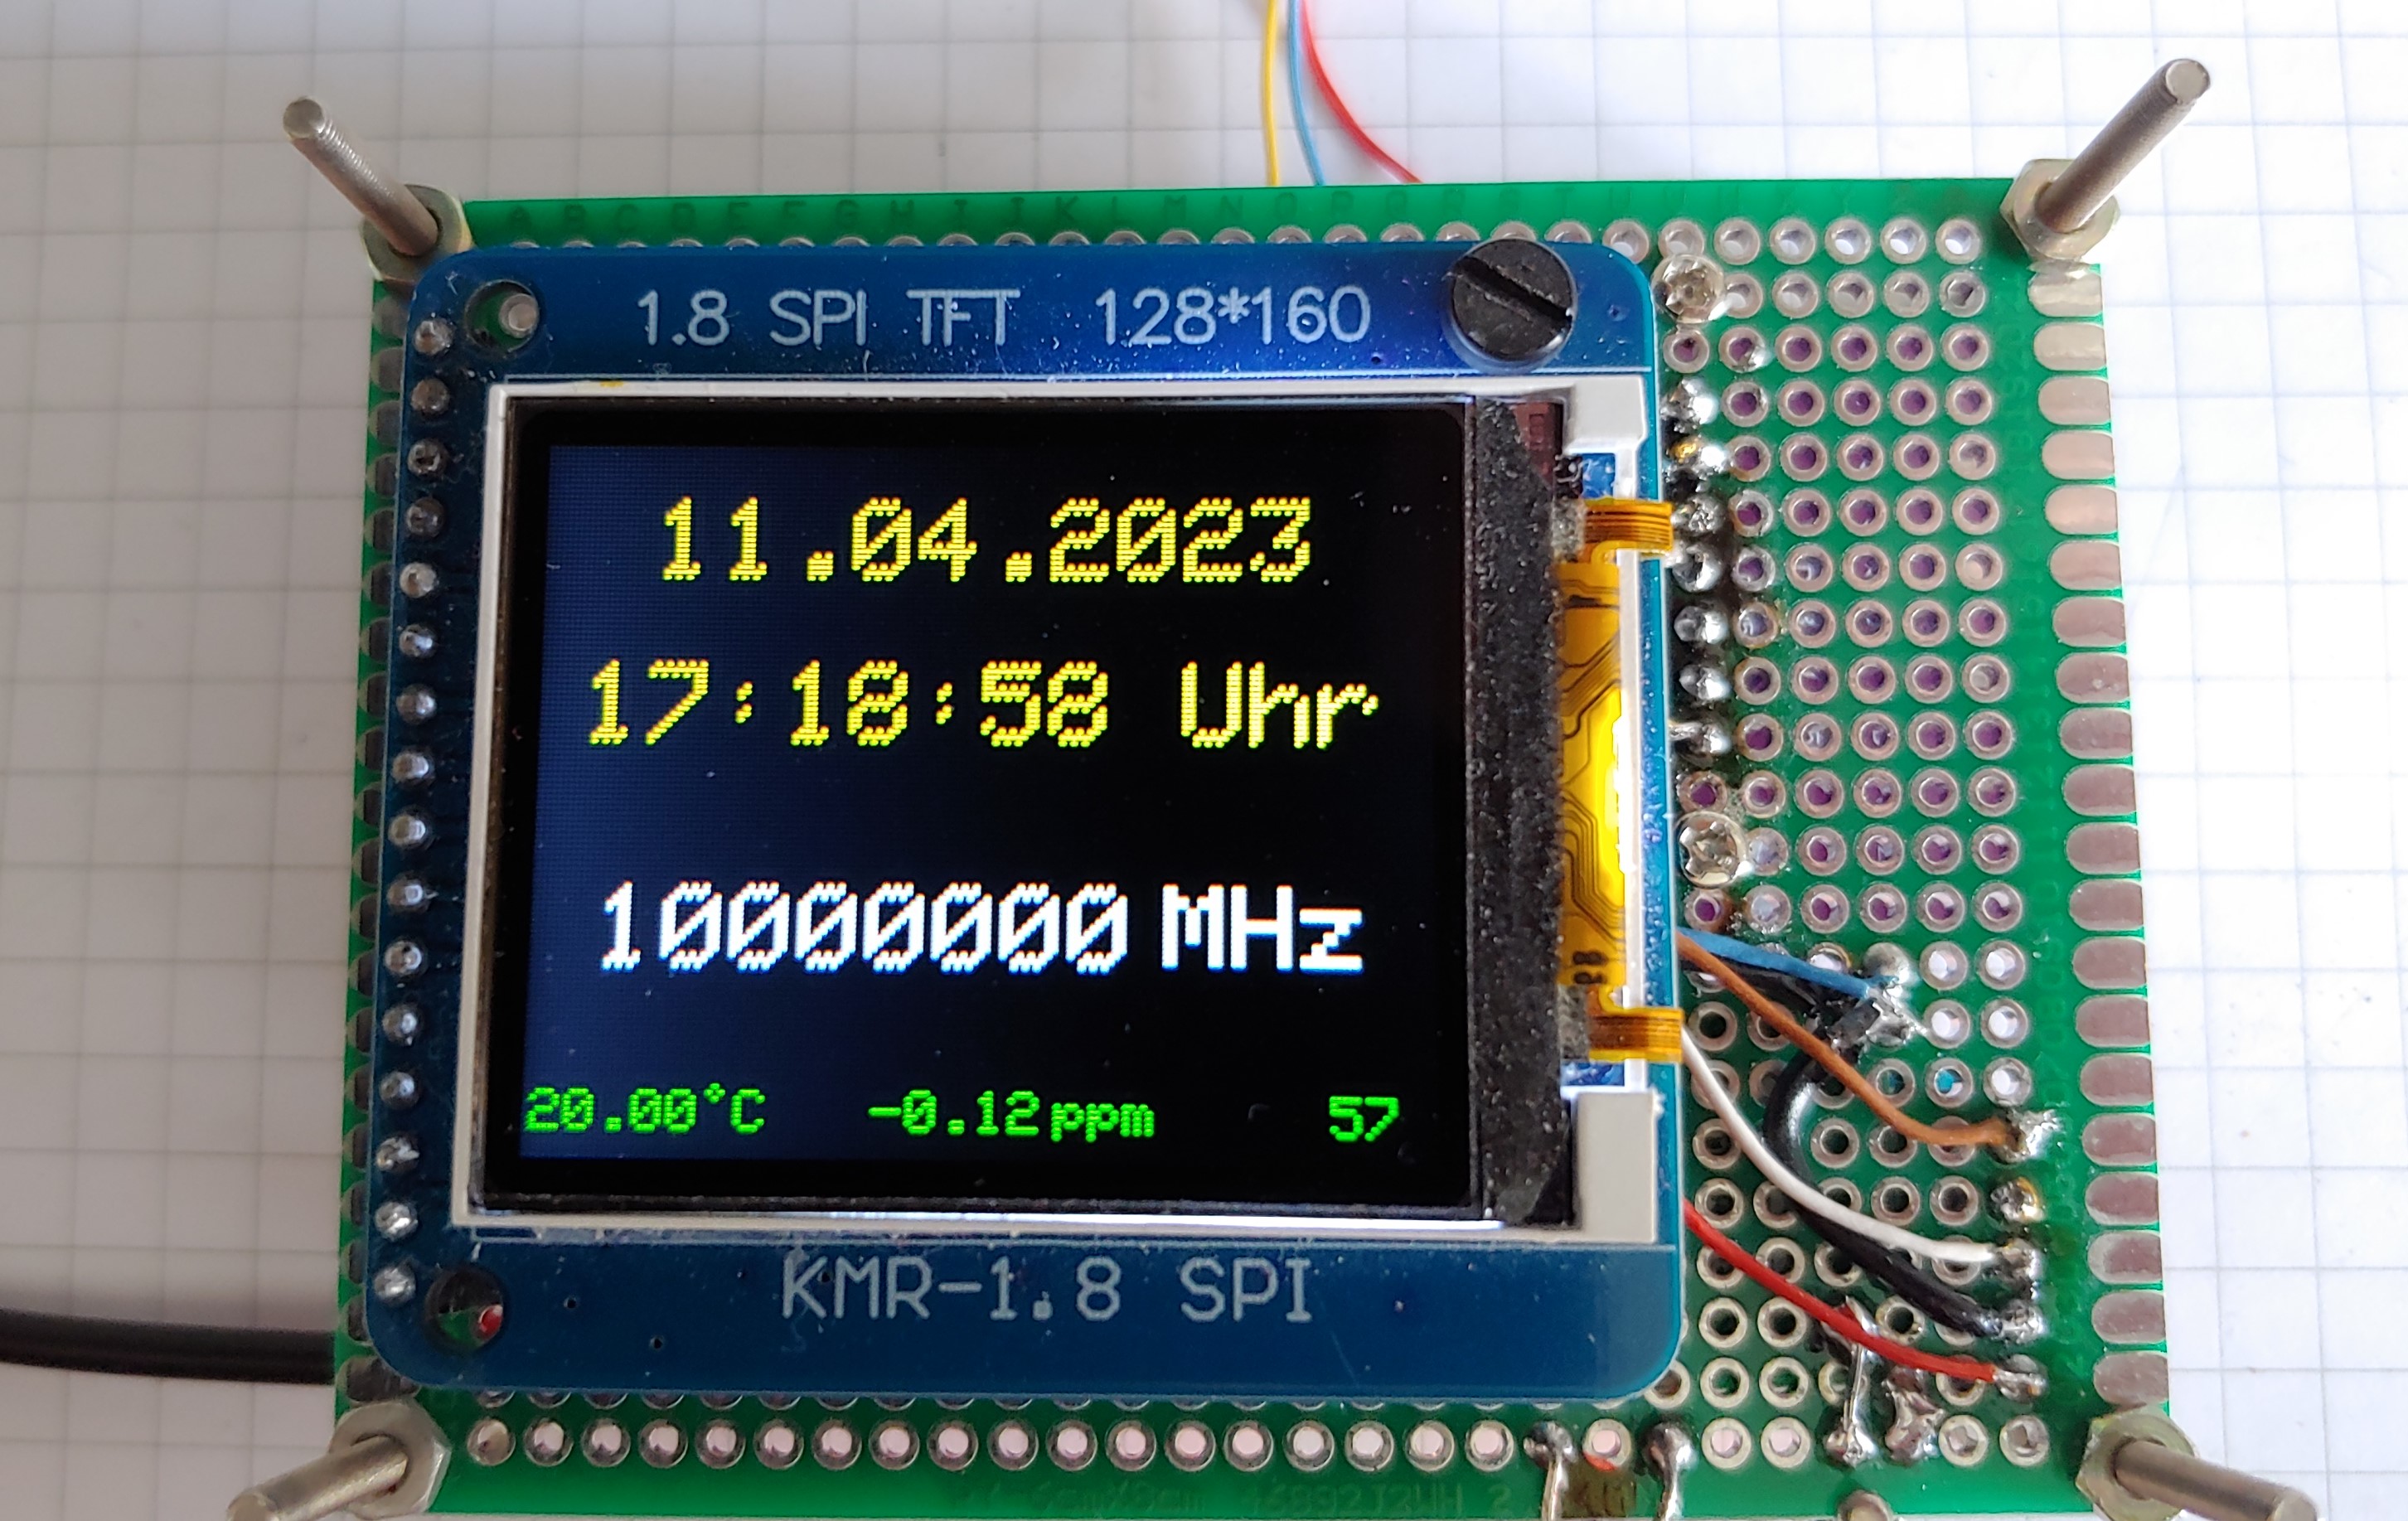 1.8 SPI TFT 128*160
11.04.2023
17:18:58 Uhr
10000000 MHz
20.00°C -0.12ppm 57
KMR-1.8 SPI